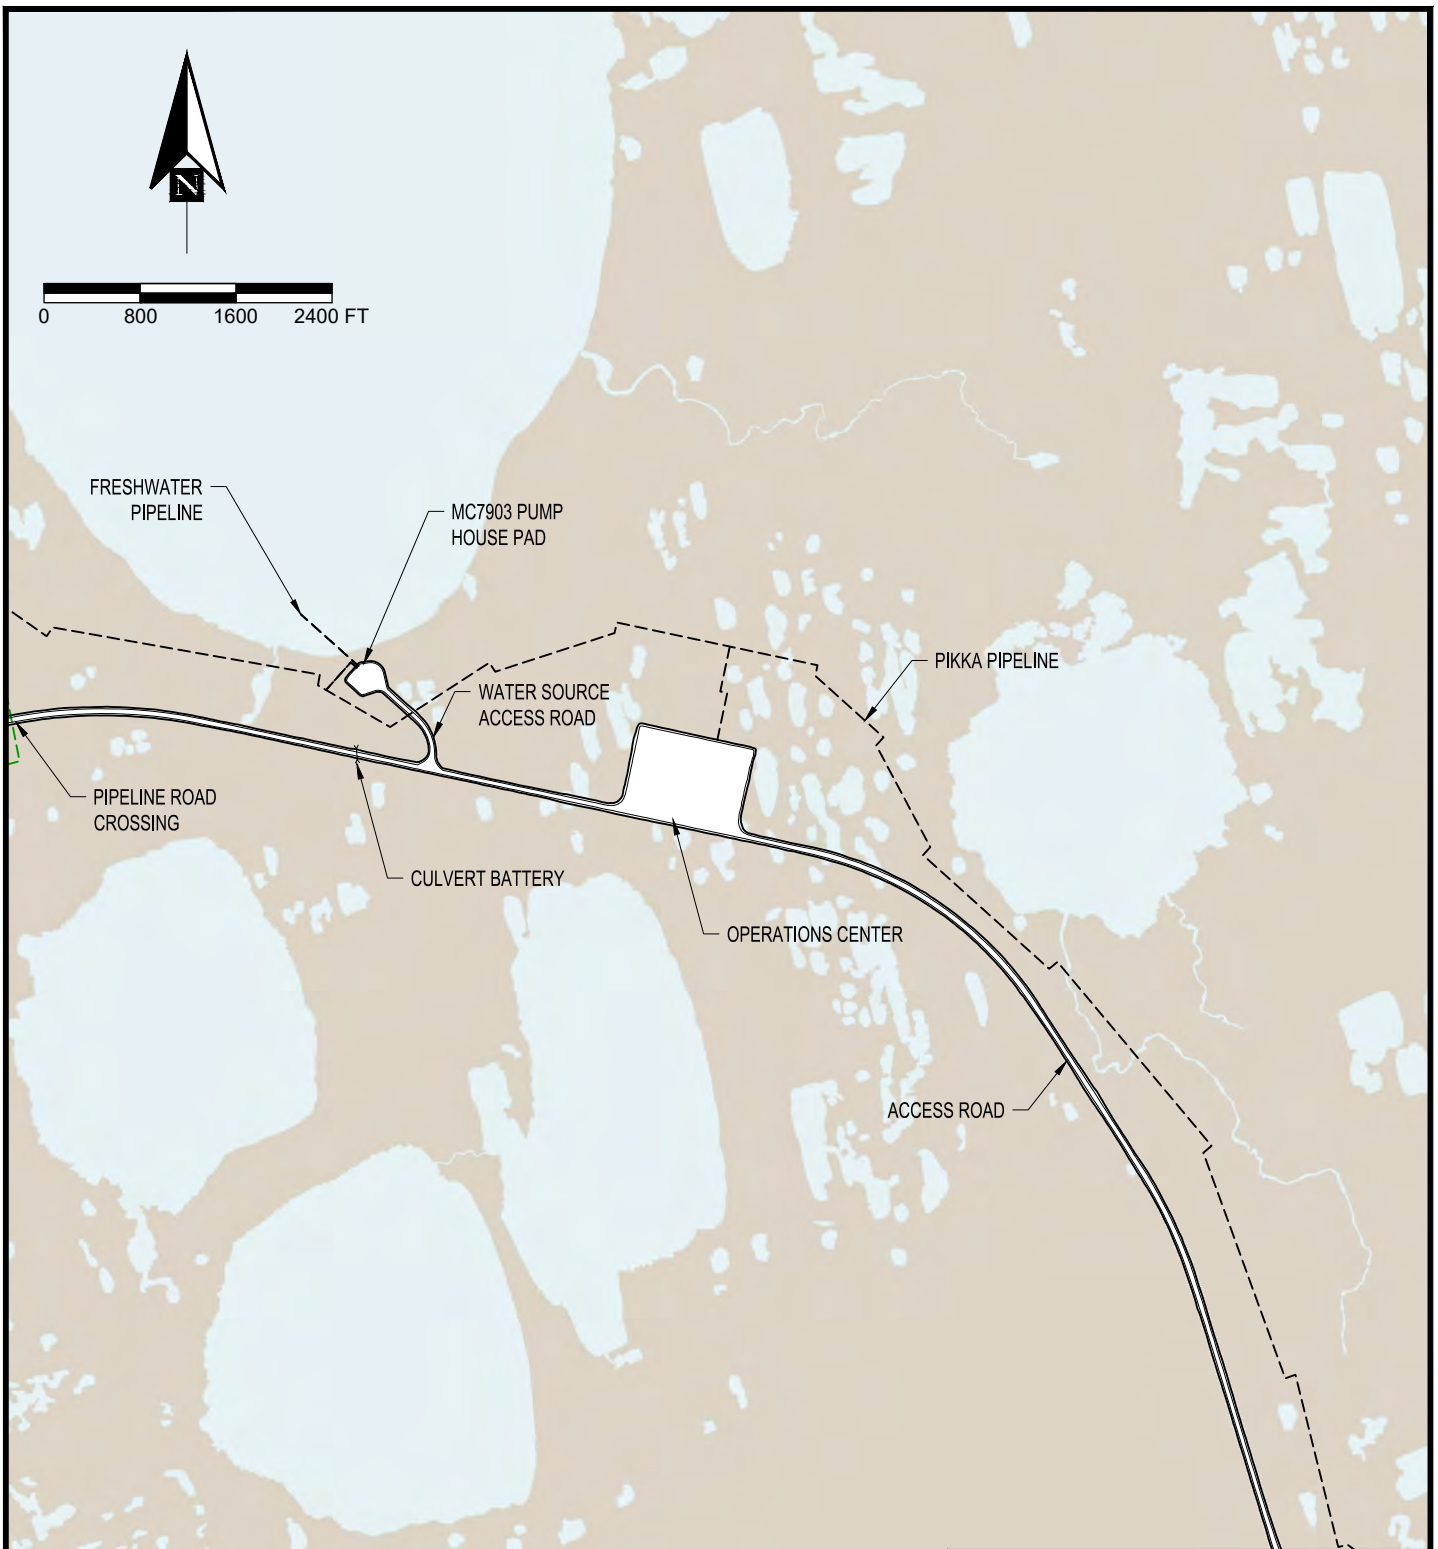 N
0 800 1600 2400 FT
FRESHWATER
PIPELINE
MC7903 PUMP
HOUSE PAD
PIKKA PIPELINE
WATER SOURCE
ACCESS ROAD
PIPELINE ROAD
CROSSING
CULVERT BATTERY
OPERATIONS CENTER
ACCESS ROAD